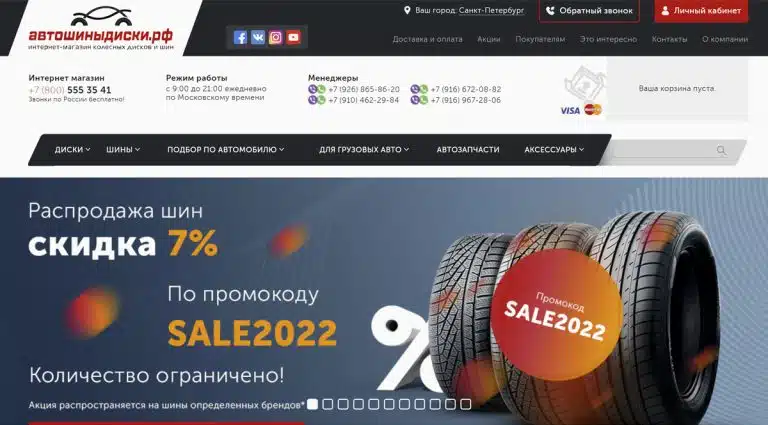 Ваш город: Санкт-Петербург
Обратный звонок
Личный кабинет
автошиныдиски.рф
интернет-магазин колесных дисков и шин
Доставка и оплата
Акции
Покупателям
Это интересно
Контакты
О компании
Интернет магазин
+7 (800) 555 35 41
Звонки по России бесплатно!
Режим работы
с 9:00 до 21:00 ежедневно
по Московскому времени
Менеджеры
+7 (926) 865-86-20
+7 (916) 672-08-82
+7 (910) 462-29-84
+7 (916) 967-28-06
VISA
Ваша корзина пуста.
ДИСКИ
ШИНЫ
ПОДБОР ПО АВТОМОБИЛЮ
ДЛЯ ГРУЗОВЫХ АВТО
АВТОЗАПЧАСТИ
АКСЕССУАРЫ
Распродажа шин
скидка 7%
По промокоду
SALE2022
Количество ограничено!
Акция распространяется на шины определенных брендов*
%
Промокод
SALE2022